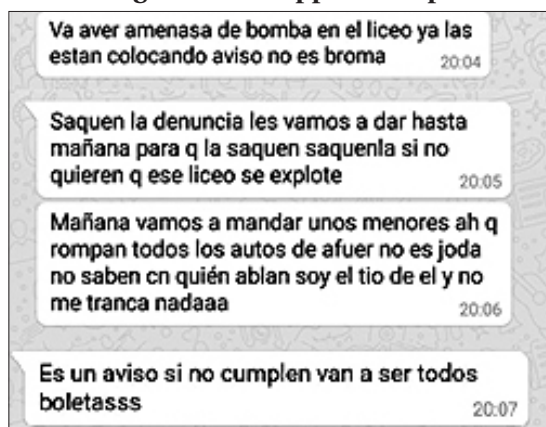 Va aver amenasa de bomba en el liceo ya las
estan colocando aviso no es broma
20:04
Saquen la denuncia les vamos a dar hasta
mañana para q la saquen saquenla si no
quieren q ese liceo se explote
20:05
Mañana vamos a mandar unos menores ah q
rompan todos los autos de afuer no es joda
no saben cn quién ablan soy el tio de el y no
me tranca nadaaa
20:06
Es un aviso si no cumplen van a ser todos
boletasss
20:07